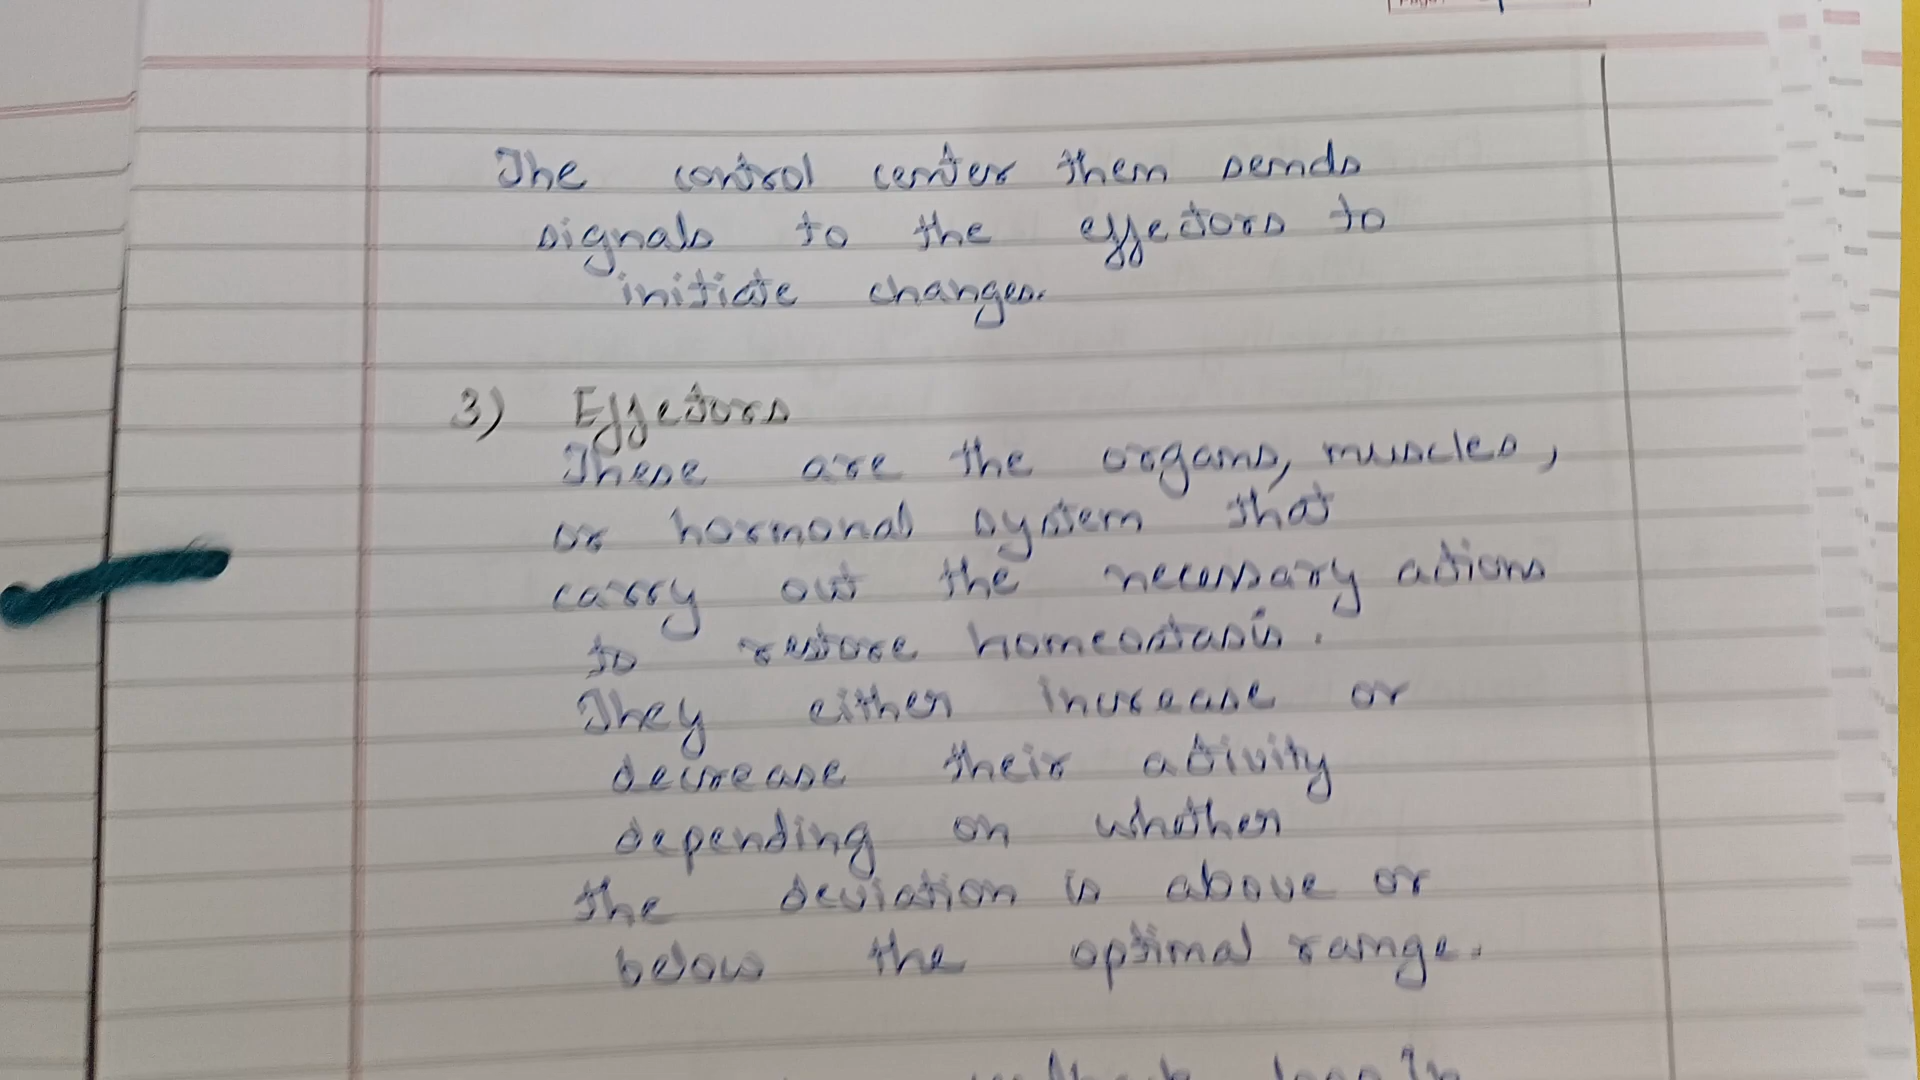 The control center then sends
signals to the effectors to
initiate changes.
3) Effectors
These are the organs, muscles,
or hormonal system that
carry out the necessary actions
to restore homeostasis.
They either increase or
decrease their activity
depending on whether
the deviation is above or
below the optimal range.